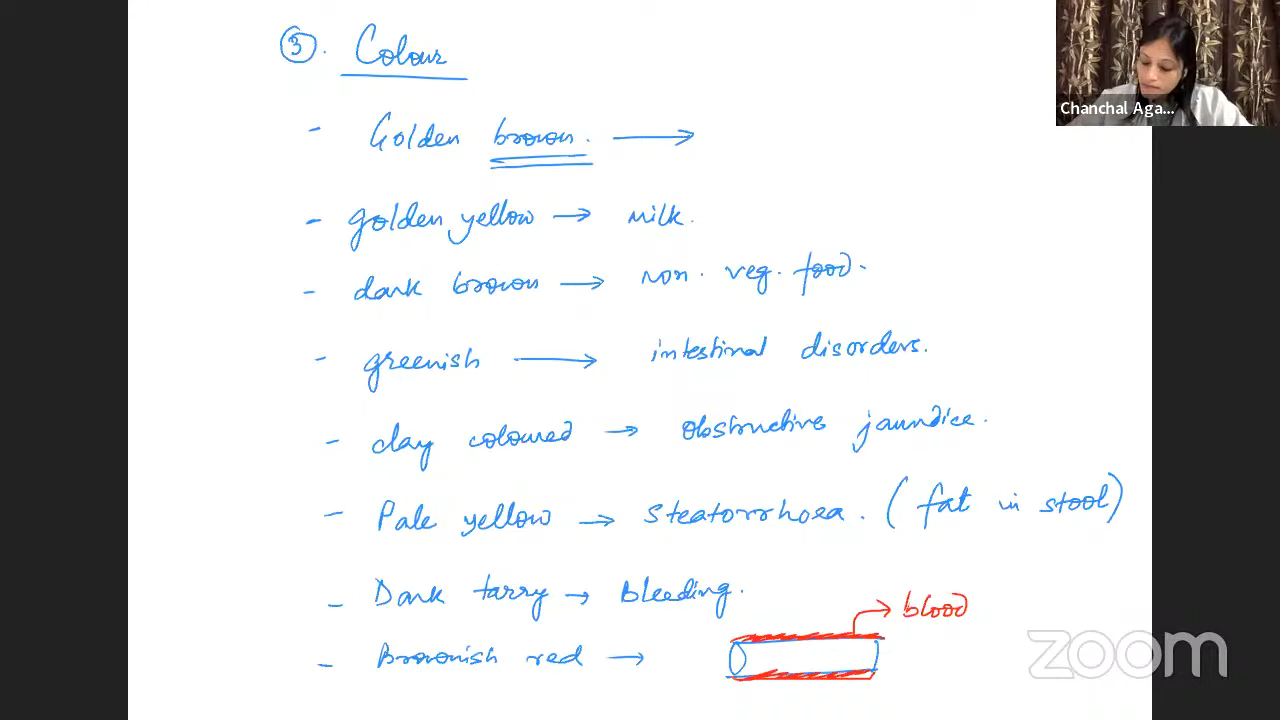 ③. Colour
Chanchal Aga...
- Golden brown. →
- golden yellow → milk.
- dark brown → non. veg. food.
- greenish → intestinal disorders.
- clay coloured → obstructive jaundice.
- Pale yellow → steatorrhoea. (fat in stool)
- Dark tarry → Bleeding.
→ blood
- Brownish red →
zoom